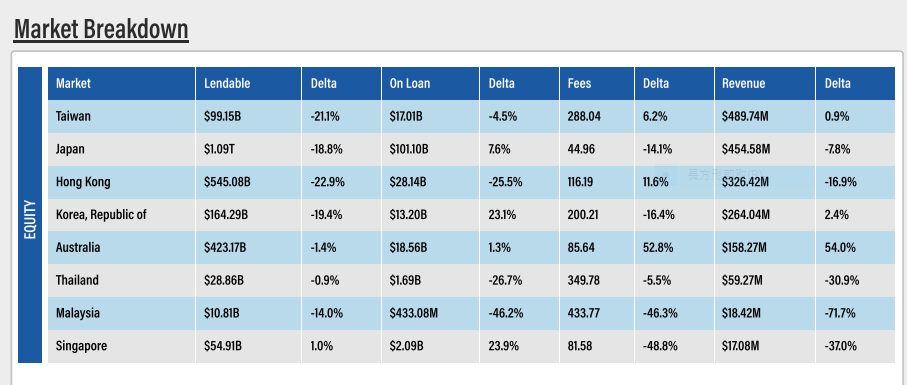 Market Breakdown
EQUITY
Market Lendable Delta On Loan Delta Fees Delta Revenue Delta
Taiwan $99.15B -21.1% $17.01B -4.5% 288.04 6.2% $489.74M 0.9%
Japan $1.09T -18.8% $101.10B 7.6% 44.96 -14.1% $454.58M -7.8%
Hong Kong $545.08B -22.9% $28.14B -25.5% 116.19 11.6% $326.42M -16.9%
Korea, Republic of $164.29B -19.4% $13.20B 23.1% 200.21 -16.4% $264.04M 2.4%
Australia $423.17B -1.4% $18.56B 1.3% 85.64 52.8% $158.27M 54.0%
Thailand $28.86B -0.9% $1.69B -26.7% 349.78 -5.5% $59.27M -30.9%
Malaysia $10.81B -14.0% $433.08M -46.2% 433.77 -46.3% $18.42M -71.7%
Singapore $54.91B 1.0% $2.09B 23.9% 81.58 -48.8% $17.08M -37.0%